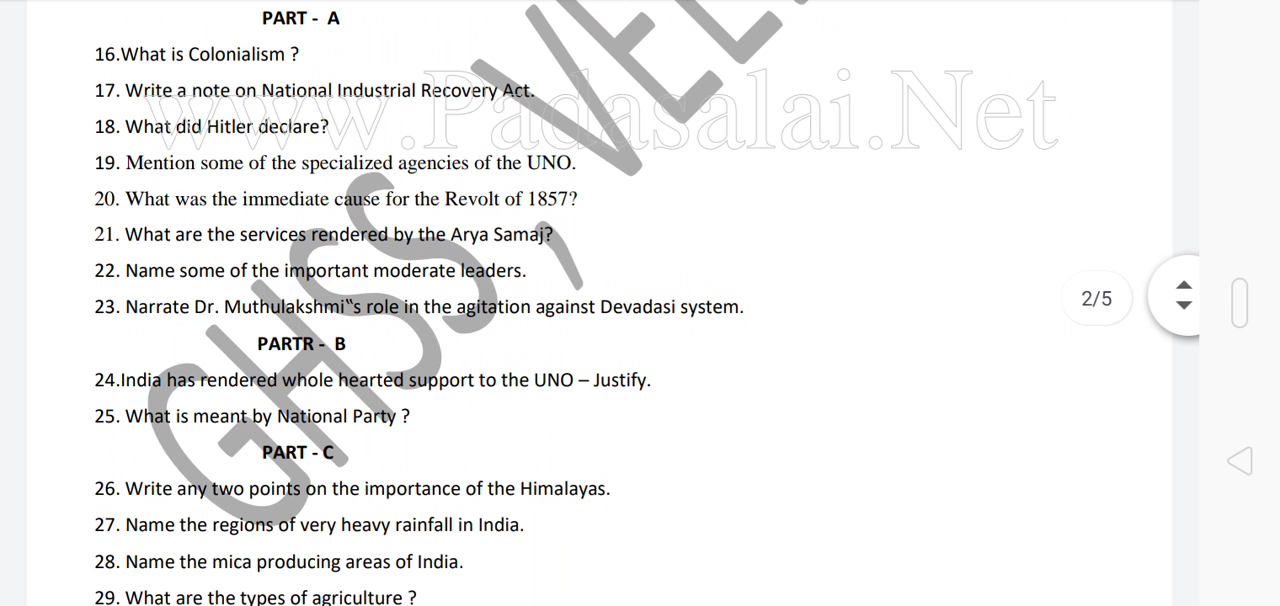 PART - A
16.What is Colonialism ?
17. Write a note on National Industrial Recovery Act.
18. What did Hitler declare?
19. Mention some of the specialized agencies of the UNO.
20. What was the immediate cause for the Revolt of 1857?
21. What are the services rendered by the Arya Samaj?
22. Name some of the important moderate leaders.
23. Narrate Dr. Muthulakshmi‟s role in the agitation against Devadasi system.
PARTR - B
24.India has rendered whole hearted support to the UNO – Justify.
25. What is meant by National Party ?
PART - C
26. Write any two points on the importance of the Himalayas.
27. Name the regions of very heavy rainfall in India.
28. Name the mica producing areas of India.
29. What are the types of agriculture ?
www.Padasalai.Net
GHSS,
2/5